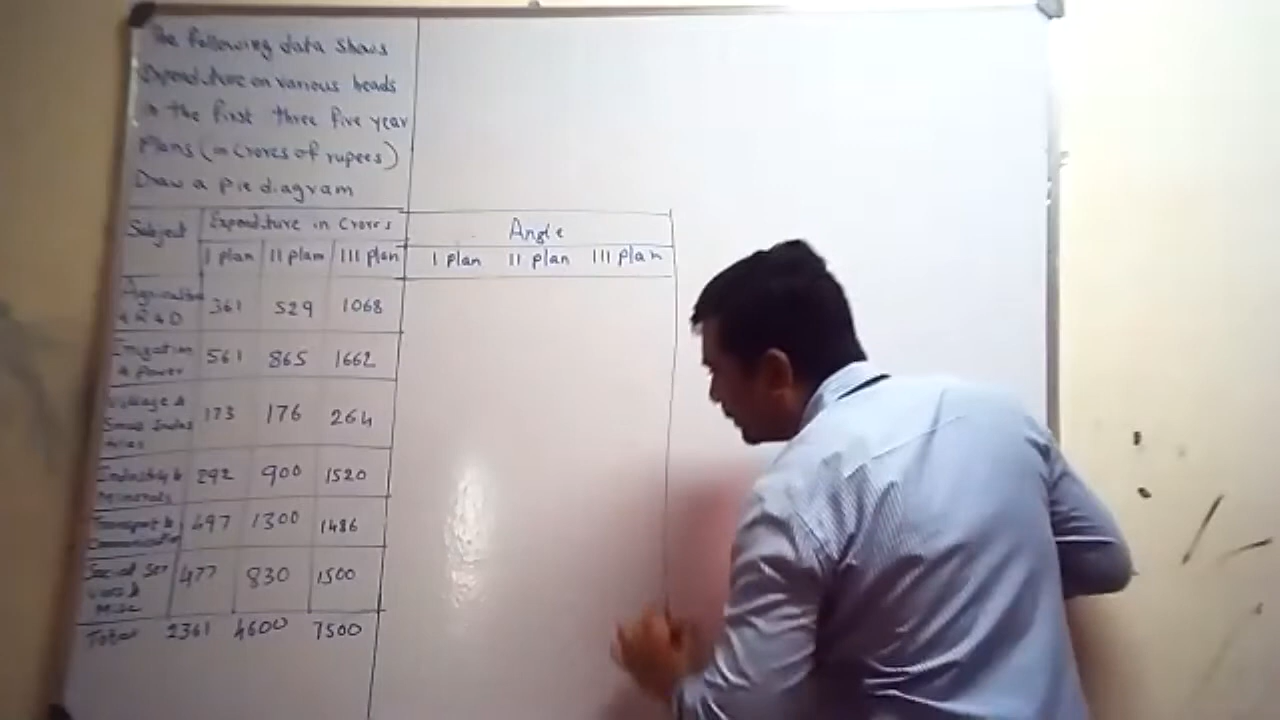 The following data shows
Expenditure on various heads
in the first three five year
Plans (in Crores of rupees)
Draw a pie diagram
Subject Expenditure in Crores Angle
I plan II plan III plan I plan II plan III plan
Agriculture & R & D 361 529 1068
Irrigation & Power 561 865 1662
Village & Small Indus tries 173 176 264
Industry & Minerals 292 900 1520
Transport & 497 1300 1486
Social Ser vices & Misc 477 830 1500
Total 2361 4600 7500